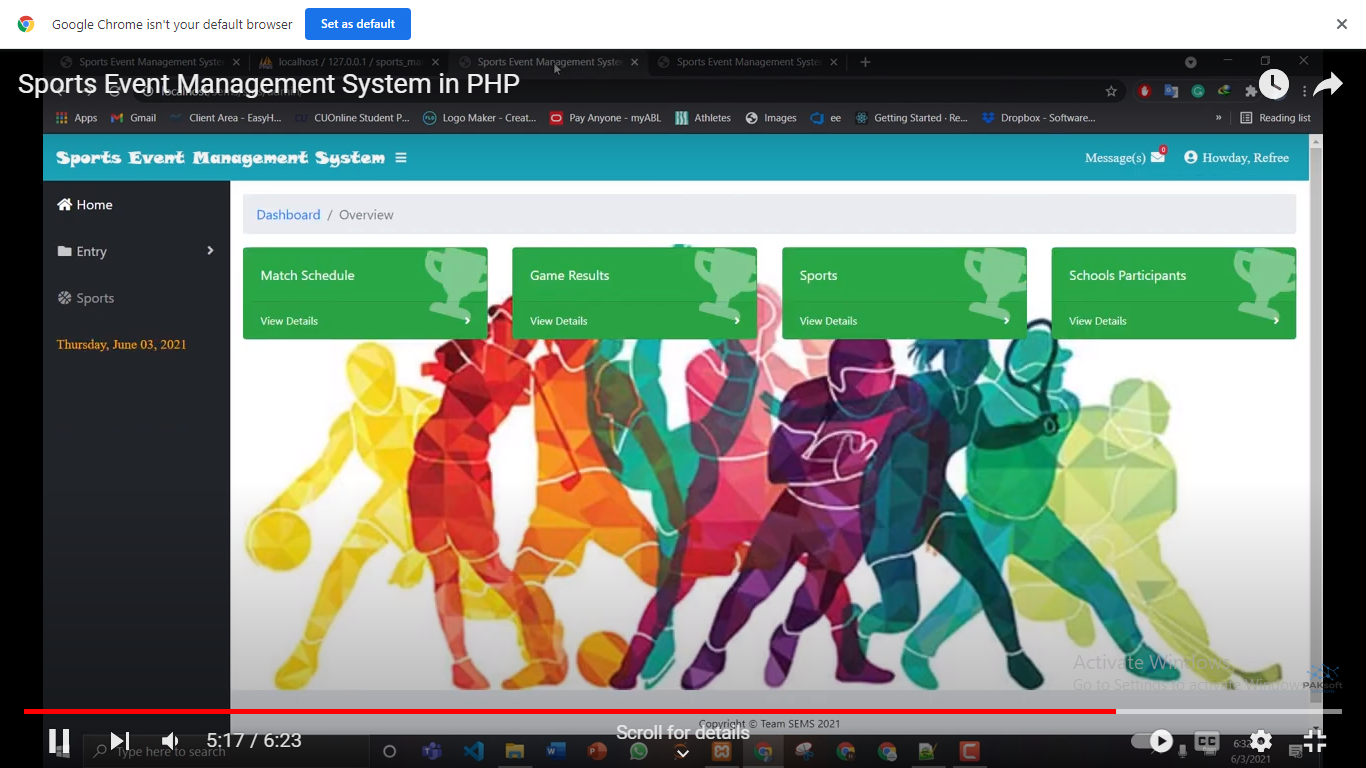 Google Chrome isn't your default browser Set as default
Sports Event Management Syste localhost / 127.0.0.1 / sports_ma Sports Event Management Syste Sports Event Management Syste
Sports Event Management System in PHP
Apps Gmail Client Area - EasyH... CUOnline Student P... Logo Maker - Creat... Pay Anyone - myABL Athletes Images ee Getting Started · Re... Dropbox - Software... » Reading list
Sports Event Management System Message(s) 0 Howday, Refree
Home
Dashboard / Overview
Entry
Sports
Thursday, June 03, 2021
Match Schedule Game Results Sports Schools Participants
View Details View Details View Details View Details
Activate Windows
Go to Settings to activate Windows.
PAKsoft
Copyright © Team SEMS 2021
Scroll for details
5:17 / 6:23
Type here to search
CC
6/3/2021